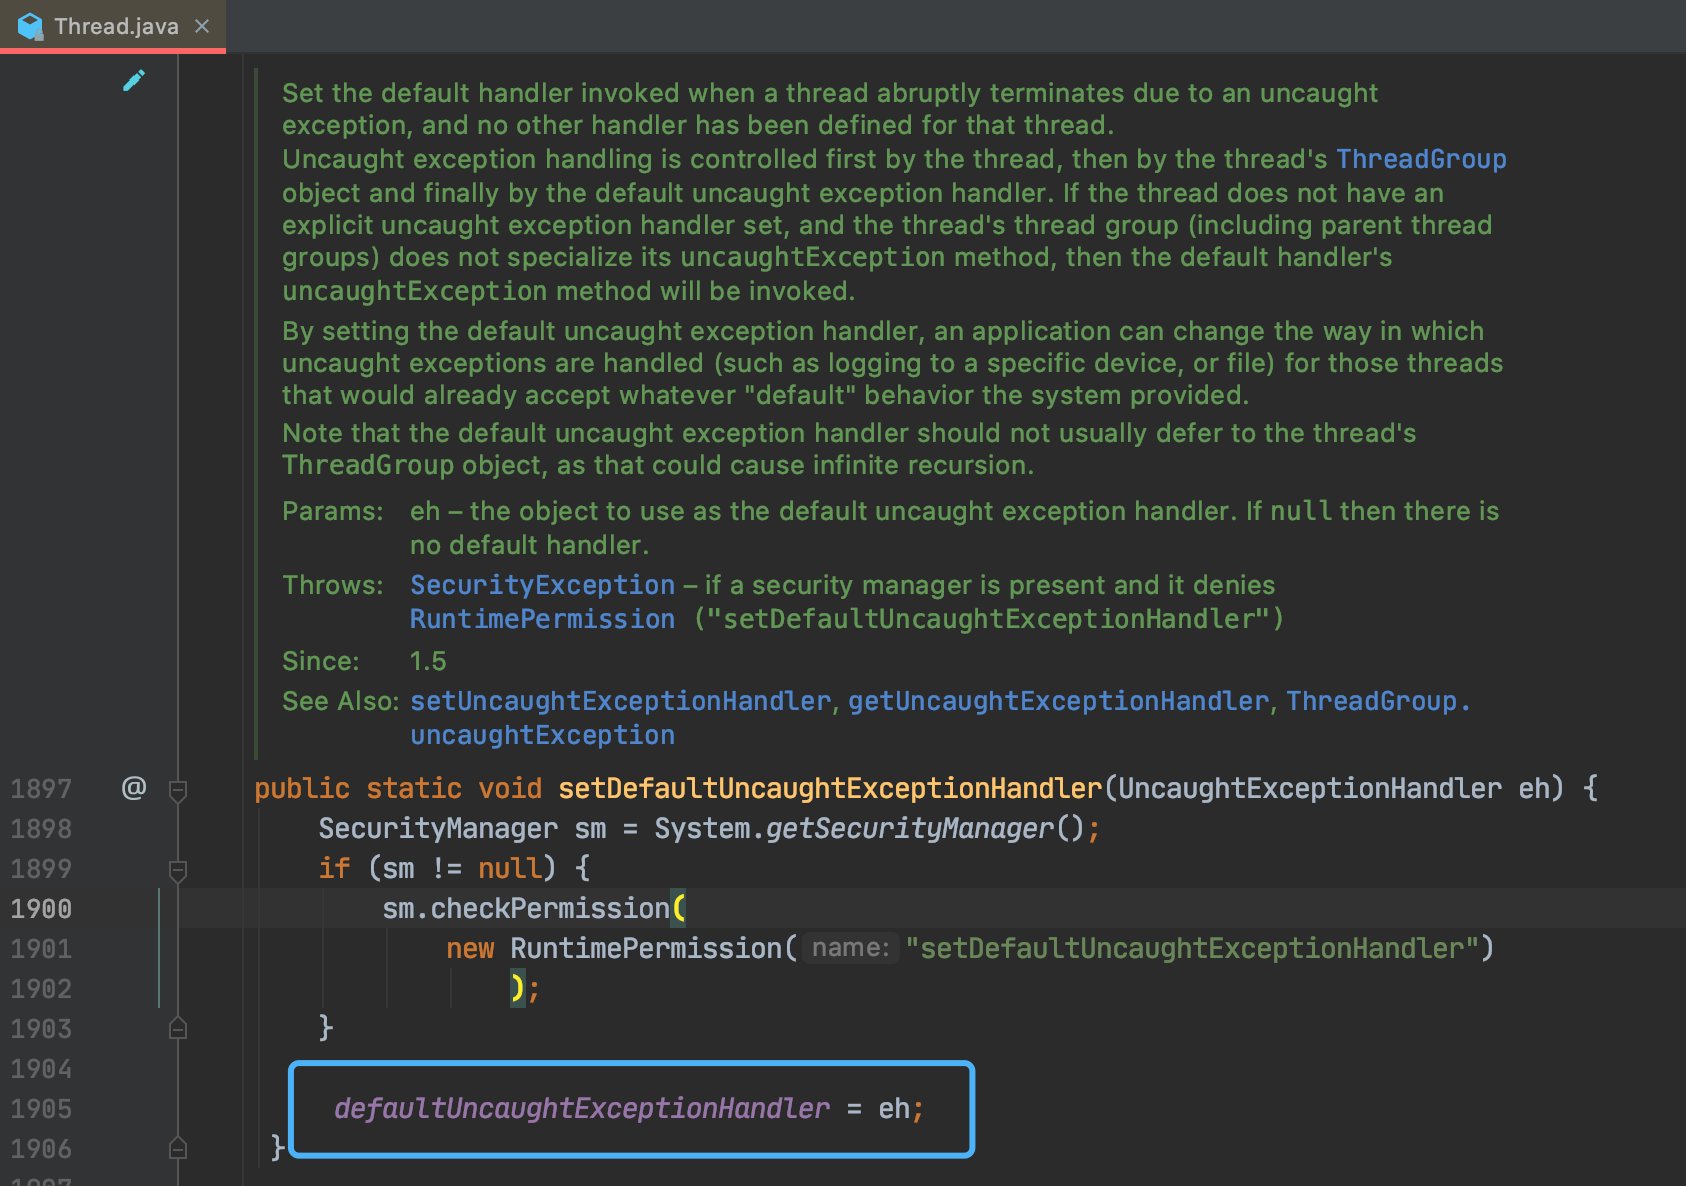 Thread.java
Set the default handler invoked when a thread abruptly terminates due to an uncaught
exception, and no other handler has been defined for that thread.
Uncaught exception handling is controlled first by the thread, then by the thread's ThreadGroup
object and finally by the default uncaught exception handler. If the thread does not have an
explicit uncaught exception handler set, and the thread's thread group (including parent thread
groups) does not specialize its uncaughtException method, then the default handler's
uncaughtException method will be invoked.
By setting the default uncaught exception handler, an application can change the way in which
uncaught exceptions are handled (such as logging to a specific device, or file) for those threads
that would already accept whatever "default" behavior the system provided.
Note that the default uncaught exception handler should not usually defer to the thread's
ThreadGroup object, as that could cause infinite recursion.
Params: eh – the object to use as the default uncaught exception handler. If null then there is
no default handler.
Throws: SecurityException – if a security manager is present and it denies
RuntimePermission ("setDefaultUncaughtExceptionHandler")
Since: 1.5
See Also: setUncaughtExceptionHandler, getUncaughtExceptionHandler, ThreadGroup.
uncaughtException
1897 @ public static void setDefaultUncaughtExceptionHandler(UncaughtExceptionHandler eh) {
1898 SecurityManager sm = System.getSecurityManager();
1899 if (sm != null) {
1900 sm.checkPermission(
1901 new RuntimePermission( name: "setDefaultUncaughtExceptionHandler")
1902 );
1903 }
1904
1905 defaultUncaughtExceptionHandler = eh;
1906 }